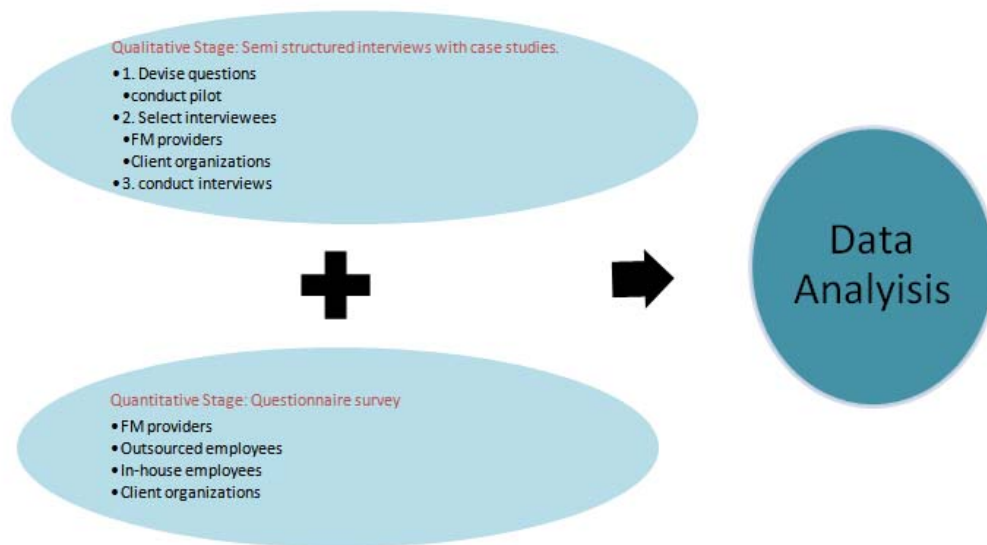 Qualitative Stage: Semi structured interviews with case studies.
•1. Devise questions
•conduct pilot
•2. Select interviewees
•FM providers
•Client organizations
•3. conduct interviews
Data
Analyisis
Quantitative Stage: Questionnaire survey
•FM providers
•Outsourced employees
•In-house employees
•Client organizations